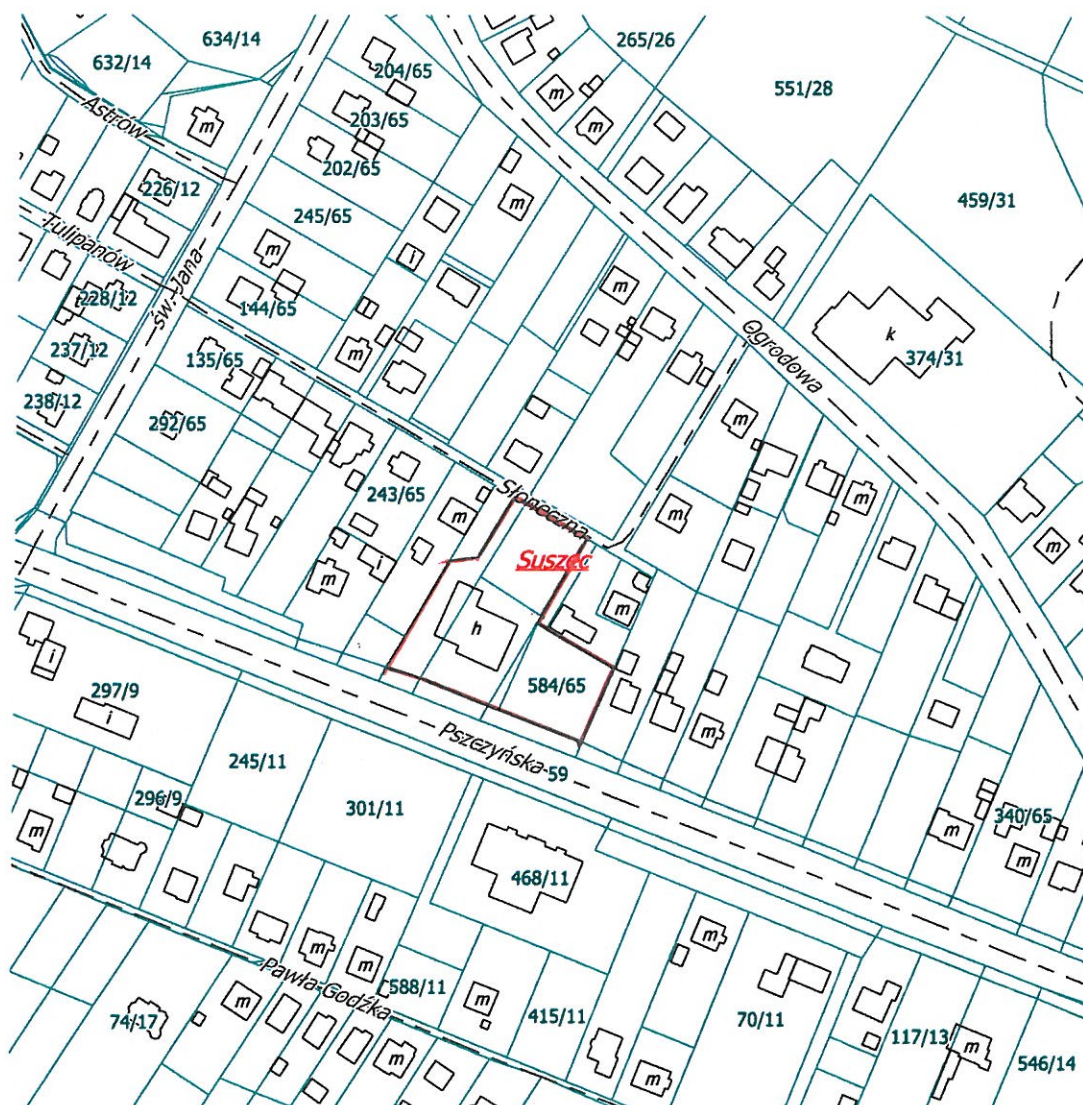 634/14
265/26
632/14
204/65
551/28
Astrów
203/65
m
m
m
202/65
226/12
459/31
245/65
m
Tulipanów
m
i
św. Jana
228/12
144/65
m
Ogrodowa
k
374/31
237/12
135/65
m
238/12
292/65
m
243/65
Słoneczna
m
m
m
m
Suszec
i
m
m
h
i
584/65
297/9
i
Pszczyńska
59
m
245/11
296/9
301/11
340/65
m
m
m
468/11
m
m
m
Pawła Godźka
588/11
m
m
74/17
415/11
70/11
117/13
m
m
546/14
m